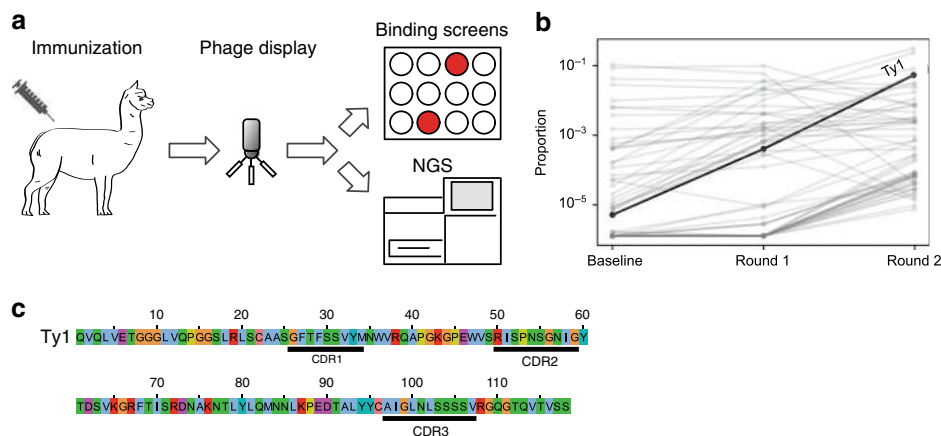 a
Immunization
Phage display
Binding screens
NGS
b
Proportion
10⁻¹
10⁻³
10⁻⁵
Ty1
Baseline Round 1 Round 2
c
10 20 30 40 50 60
Ty1 QVQLVETGGGLVQPGGSLRLSCAASGFTFSSVYMNWVRQAPGKGPEWVSRISPNSGNIGY
CDR1 CDR2
70 80 90 100 110
TDSVKGRFTISRDNAKNTLYLQMNNLKPEDTALYYCAIGLNLSSSSVRGQGTQVTVSS
CDR3